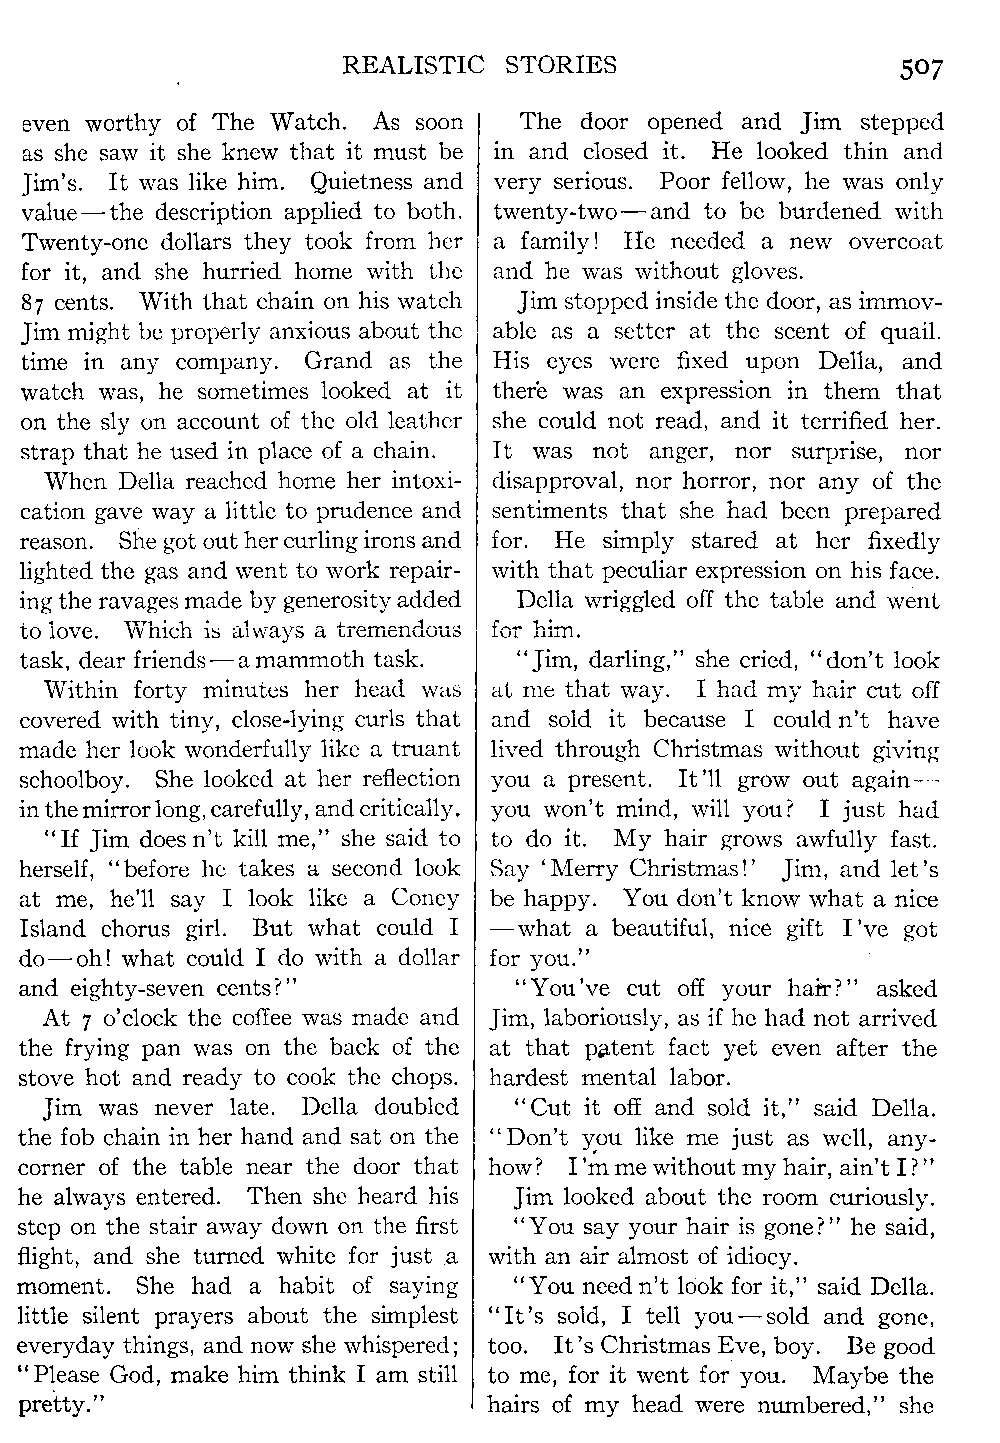 REALISTIC STORIES 507
even worthy of The Watch. As soon
as she saw it she knew that it must be
Jim's. It was like him. Quietness and
value—the description applied to both.
Twenty-one dollars they took from her
for it, and she hurried home with the
87 cents. With that chain on his watch
Jim might be properly anxious about the
time in any company. Grand as the
watch was, he sometimes looked at it
on the sly on account of the old leather
strap that he used in place of a chain.
When Della reached home her intoxi-
cation gave way a little to prudence and
reason. She got out her curling irons and
lighted the gas and went to work repair-
ing the ravages made by generosity added
to love. Which is always a tremendous
task, dear friends—a mammoth task.
Within forty minutes her head was
covered with tiny, close-lying curls that
made her look wonderfully like a truant
schoolboy. She looked at her reflection
in the mirror long, carefully, and critically.
"If Jim does n't kill me," she said to
herself, "before he takes a second look
at me, he'll say I look like a Coney
Island chorus girl. But what could I
do—oh! what could I do with a dollar
and eighty-seven cents?"
At 7 o'clock the coffee was made and
the frying pan was on the back of the
stove hot and ready to cook the chops.
Jim was never late. Della doubled
the fob chain in her hand and sat on the
corner of the table near the door that
he always entered. Then she heard his
step on the stair away down on the first
flight, and she turned white for just a
moment. She had a habit of saying
little silent prayers about the simplest
everyday things, and now she whispered;
"Please God, make him think I am still
pretty."
The door opened and Jim stepped
in and closed it. He looked thin and
very serious. Poor fellow, he was only
twenty-two—and to be burdened with
a family! He needed a new overcoat
and he was without gloves.
Jim stopped inside the door, as immov-
able as a setter at the scent of quail.
His eyes were fixed upon Della, and
there was an expression in them that
she could not read, and it terrified her.
It was not anger, nor surprise, nor
disapproval, nor horror, nor any of the
sentiments that she had been prepared
for. He simply stared at her fixedly
with that peculiar expression on his face.
Della wriggled off the table and went
for him.
"Jim, darling," she cried, "don't look
at me that way. I had my hair cut off
and sold it because I could n't have
lived through Christmas without giving
you a present. It'll grow out again—
you won't mind, will you? I just had
to do it. My hair grows awfully fast.
Say 'Merry Christmas!' Jim, and let's
be happy. You don't know what a nice
—what a beautiful, nice gift I've got
for you."
"You've cut off your hair?" asked
Jim, laboriously, as if he had not arrived
at that patent fact yet even after the
hardest mental labor.
"Cut it off and sold it," said Della.
"Don't you like me just as well, any-
how? I'm me without my hair, ain't I?"
Jim looked about the room curiously.
"You say your hair is gone?" he said,
with an air almost of idiocy.
"You need n't look for it," said Della.
"It's sold, I tell you—sold and gone,
too. It's Christmas Eve, boy. Be good
to me, for it went for you. Maybe the
hairs of my head were numbered," she